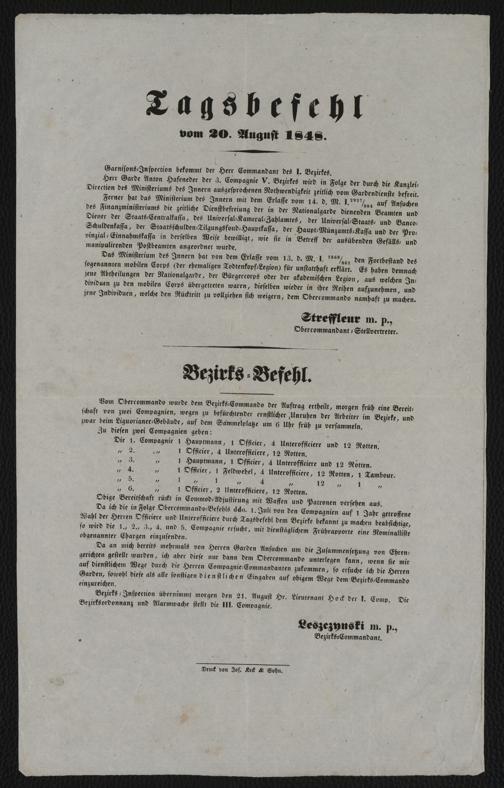 Tagsbefehl
vom 20. August 1848.
Garnisons-Inspection bekommt der Herr Commandant des I. Bezirkes.
Herr Garde Anton Hafeneder der 3. Compagnie V. Bezirkes wird in Folge der durch die Kanzlei-
Direction des Ministeriums des Innern ausgesprochenen Nothwendigkeit zeitlich vom Gardendienste befreit.
Ferner hat das Ministerium des Innern mit dem Erlasse vom 14. d. M. I. auf Ansuchen
des Finanzministeriums die zeitliche Dienstbefreiung der in der Nationalgarde dienenden Beamten und
Diener der Staats-Centralkassa, des Universal-Kameral-Zahlamtes, der Universal-Staats- und Banco-
Schuldenkassa, der Staatsschulden-Tilgungsfond-Hauptkassa, der Haupt-Münzamts-Kassa und der Pro-
vinzial-Einnahmskassa in derselben Weise bewilligt, wie sie in Betreff der ausübenden Gefälls- und
manipulirenden Postbeamten angeordnet wurde.
Das Ministerium des Innern hat von dem Erlasse vom 13. d. M. I. den Fortbestand des
sogenannten mobilen Corps (der ehemaligen Todtenkopf-Legion) für unstatthaft erklärt. Es haben demnach
jene Abtheilungen der Nationalgarde, der Bürgercorps oder der akademischen Legion, aus welchen In-
dividuen zu den mobilen Corps übergetreten waren, dieselben wieder in ihre Reihen aufzunehmen, und
jene Individuen, welche den Rücktritt zu vollziehen sich weigern, dem Obercommando namhaft zu machen.
Streffleur m. p.,
Obercommandant-Stellvertreter.
Bezirks-Befehl.
Vom Obercommando wurde dem Bezirks-Commando der Auftrag ertheilt, morgen früh eine Bereit-
schaft von zwei Compagnien, wegen zu befürchtender ernstlicher Unruhen der Arbeiter im Bezirke, und
zwar beim Liguorianer-Gebäude, auf dem Sammelplatze um 6 Uhr früh zu versammeln.
Zu diesen zwei Compagnien geben:
Die 1. Compagnie 1 Hauptmann, 1 Officier, 4 Unterofficiere und 12 Rotten.
„ 2. „ 1 Officier, 4 Unterofficiere, 12 Rotten.
„ 3. „ 1 Hauptmann, 1 Officier, 4 Unterofficiere und 12 Rotten.
„ 4. „ 1 Officier, 1 Feldwebel, 4 Unterofficiere, 12 Rotten, 1 Tambour.
„ 5. „ 1 „ 1 „ 4 „ 12 „ 1 „
„ 6. „ 1 Officier, 2 Unterofficiere, 12 Rotten.
Obige Bereitschaft rückt in Commod-Adjustirung mit Waffen und Patronen versehen aus.
Da ich die in Folge Obercommando-Befehls ddo. 1. Juli von den Compagnien auf 1 Jahr getroffene
Wahl der Herren Officiere und Unterofficiere durch Tagsbefehl dem Bezirk bekannt zu machen beabsichtige,
so wird die 1., 2., 3., 4. und 5. Compagnie ersucht, mit dienstägigem Frührapporte eine Nominalliste
obgenannter Chargen einzusenden.
Da an mich bereits mehrmals von Herren Garden Ansuchen um die Zusammensetzung von Ehren-
gerichten gestellt wurden, ich aber diese nur dann dem Obercommando unterlegen kann, wenn sie mir
auf dienstlichem Wege durch die Herren Compagnie-Commandanten zukommen, so ersuche ich die Herren
Garden, sowohl diese als alle sonstigen dienstlichen Eingaben auf obigem Wege dem Bezirks-Commando
einzureichen.
Bezirks-Inspection übernimmt morgen den 21. August Hr. Lieutenant Hock der I. Comp. Die
Bezirksordonnanz und Alarmwache stellt die III. Compagnie.
Leszczynski m. p.,
Bezirks-Commandant.
Druck von Jos. Keck & Sohn.